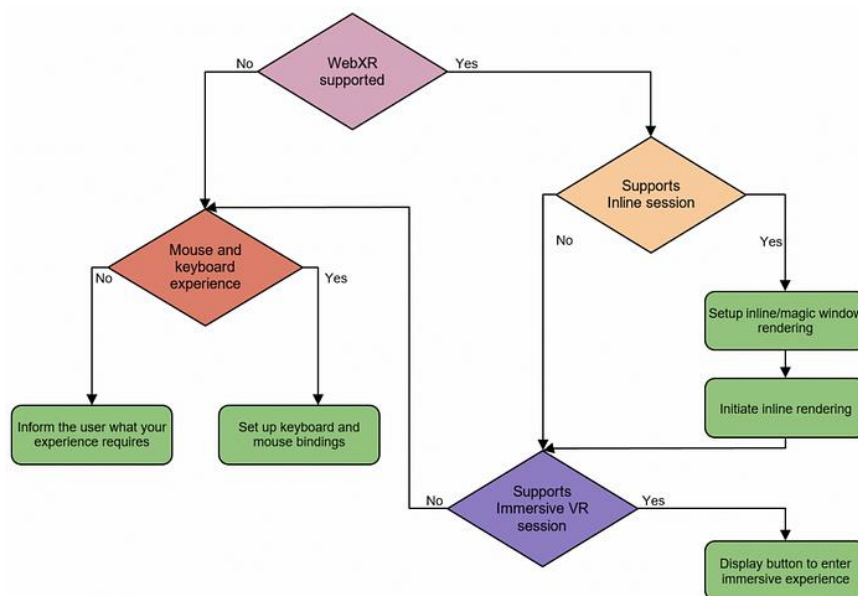 WebXR
supported
No
Yes
Supports
Inline session
No
Yes
Mouse and
keyboard
experience
No
Yes
Setup inline/magic window
rendering
Initiate inline rendering
Inform the user what your
experience requires
Set up keyboard and
mouse bindings
Supports
Immersive VR
session
No
Yes
Display button to enter
immersive experience